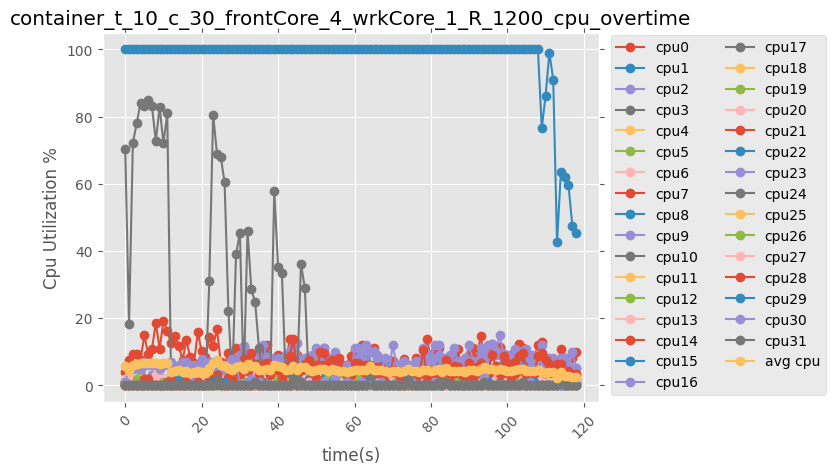 container_t_10_c_30_frontCore_4_wrkCore_1_R_1200_cpu_overtime
Cpu Utilization %
100
80
60
40
20
0
0
20
40
60
80
100
120
time(s)
cpu0
cpu1
cpu2
cpu3
cpu4
cpu5
cpu6
cpu7
cpu8
cpu9
cpu10
cpu11
cpu12
cpu13
cpu14
cpu15
cpu16
cpu17
cpu18
cpu19
cpu20
cpu21
cpu22
cpu23
cpu24
cpu25
cpu26
cpu27
cpu28
cpu29
cpu30
cpu31
avg cpu